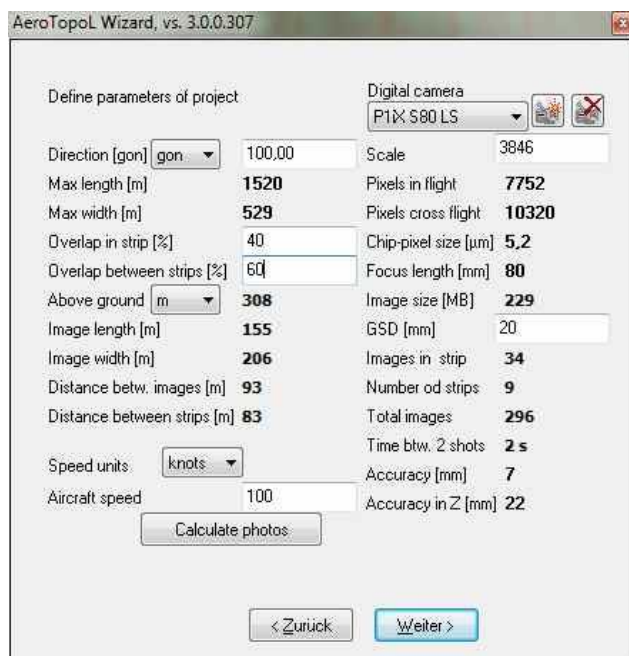 AeroTopoL Wizard, vs. 3.0.0.307
Define parameters of project
Digital camera
P1iX S80 LS
Direction [gon] gon 100,00
Scale 3846
Max length [m] 1520
Pixels in flight 7752
Max width [m] 529
Pixels cross flight 10320
Overlap in strip [%] 40
Chip-pixel size [µm] 5,2
Overlap between strips [%] 60
Focus length [mm] 80
Above ground m 308
Image size [MB] 229
Image length [m] 155
GSD [mm] 20
Image width [m] 206
Images in strip 34
Distance betw. images [m] 93
Number od strips 9
Distance between strips [m] 83
Total images 296
Time btw. 2 shots 2 s
Speed units knots
Accuracy [mm] 7
Aircraft speed 100
Accuracy in Z [mm] 22
Calculate photos
< Zurück
Weiter >